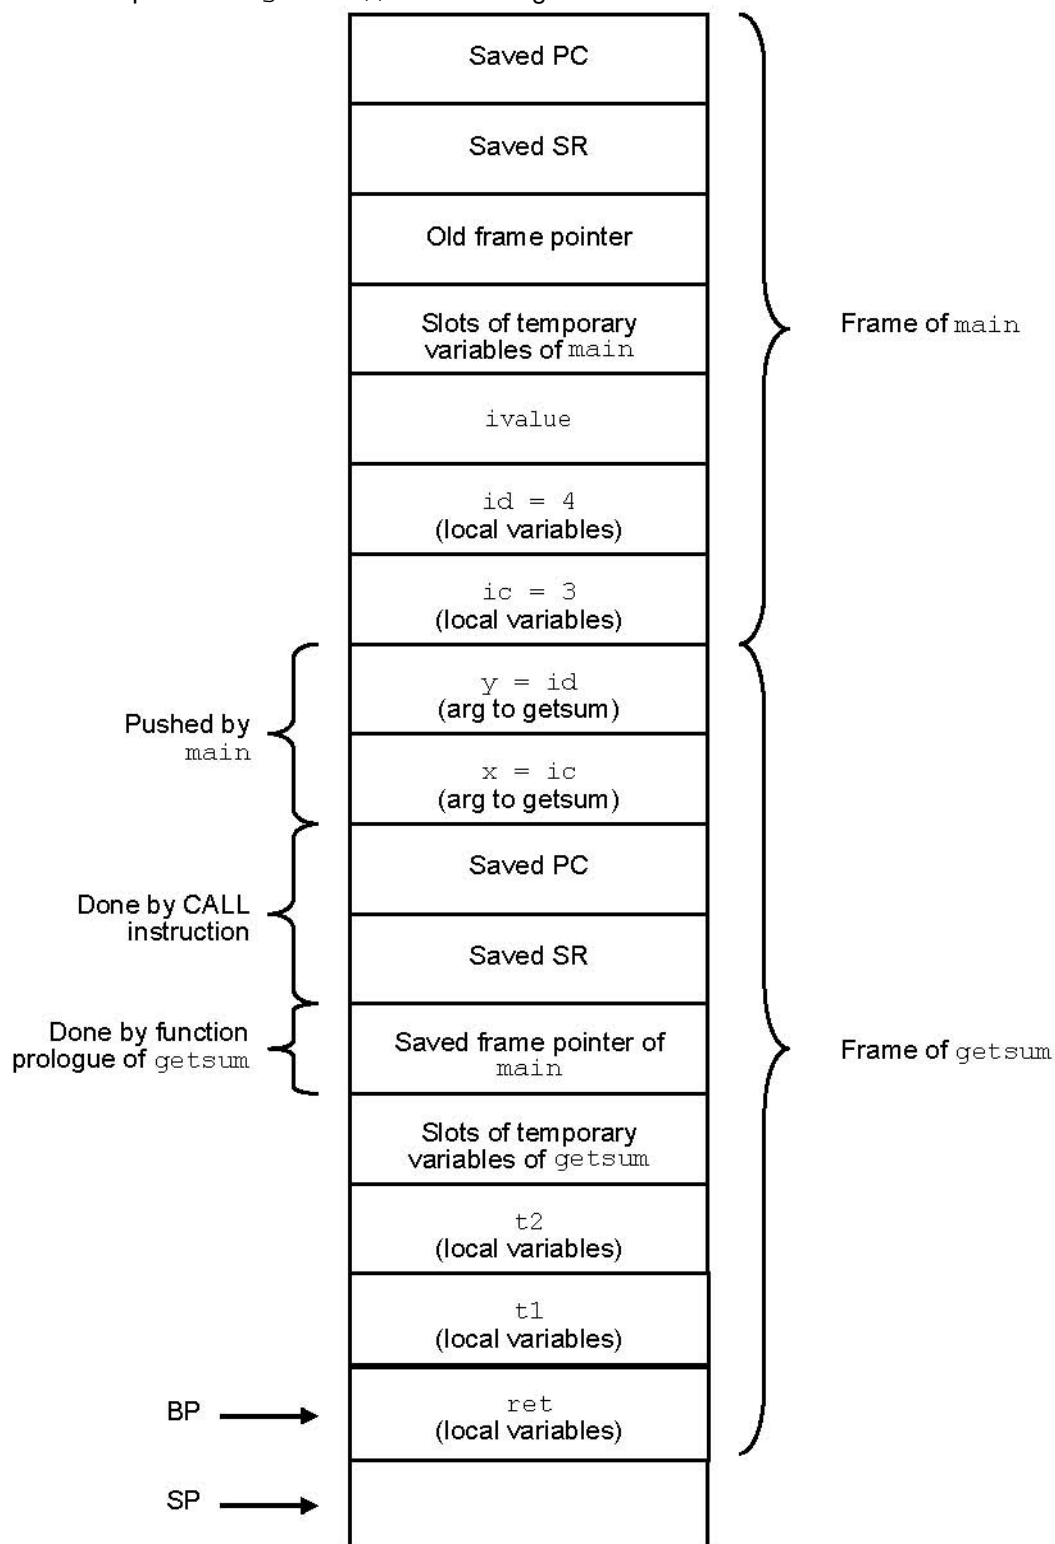 Saved PC
Saved SR
Old frame pointer
Slots of temporary
variables of main
Frame of main
ivalue
id = 4
(local variables)
ic = 3
(local variables)
y = id
(arg to getsum)
Pushed by
main
x = ic
(arg to getsum)
Saved PC
Done by CALL
instruction
Saved SR
Done by function
prologue of getsum
Saved frame pointer of
main
Frame of getsum
Slots of temporary
variables of getsum
t2
(local variables)
t1
(local variables)
BP
ret
(local variables)
SP